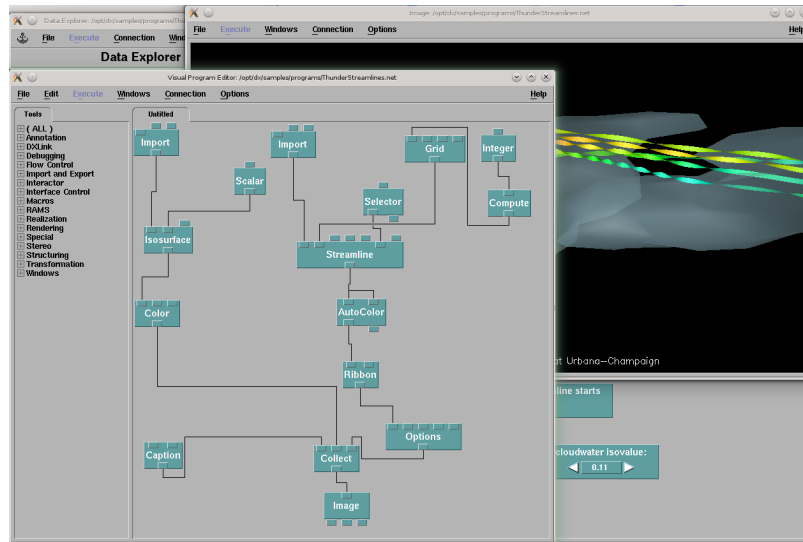 Data Explorer: /opt/dx/samples/programs/Thu
File Execute Connection Wind
Data Explorer
Image: /opt/dx/samples/programs/ThunderStreamlines.net
File Execute Windows Connection Options Help
Visual Program Editor: /opt/dx/samples/programs/ThunderStreamlines.net
File Edit Execute Windows Connection Options Help
Tools
( ALL )
Annotation
DXLink
Debugging
Flow Control
Import and Export
Interactor
Interface Control
Macros
RAMS
Realization
Rendering
Special
Stereo
Structuring
Transformation
Windows
Untitled
Import
Import
Grid
Integer
Scalar
Selector
Compute
Isosurface
Streamline
Color
AutoColor
Ribbon
Options
Caption
Collect
Image
at Urbana-Champaign
line starts
cloudwater isovalue:
0.11